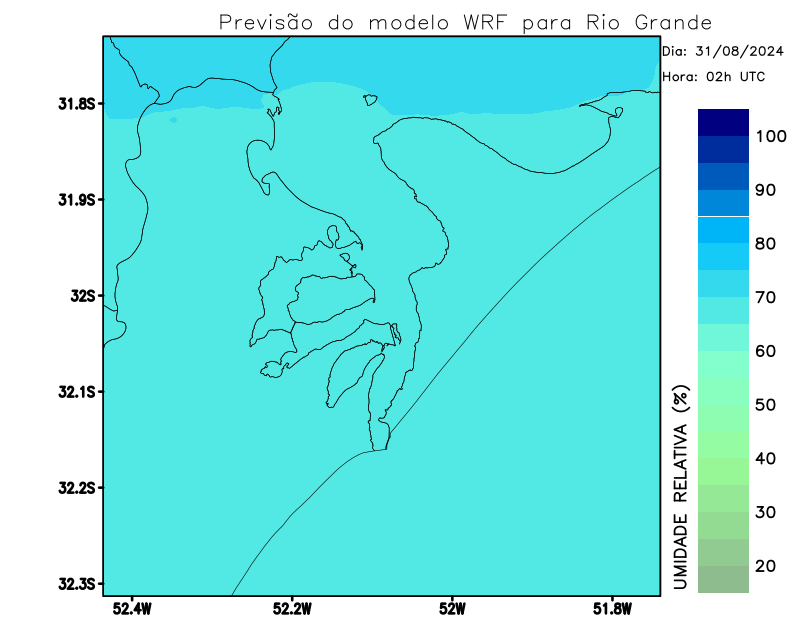 Previsão do modelo WRF para Rio Grande
Dia: 31/08/2024
Hora: 02h UTC
31.8S
31.9S
32S
32.1S
32.2S
32.3S
52.4W
52.2W
52W
51.8W
100
90
80
70
60
50
40
30
20
UMIDADE RELATIVA (%)